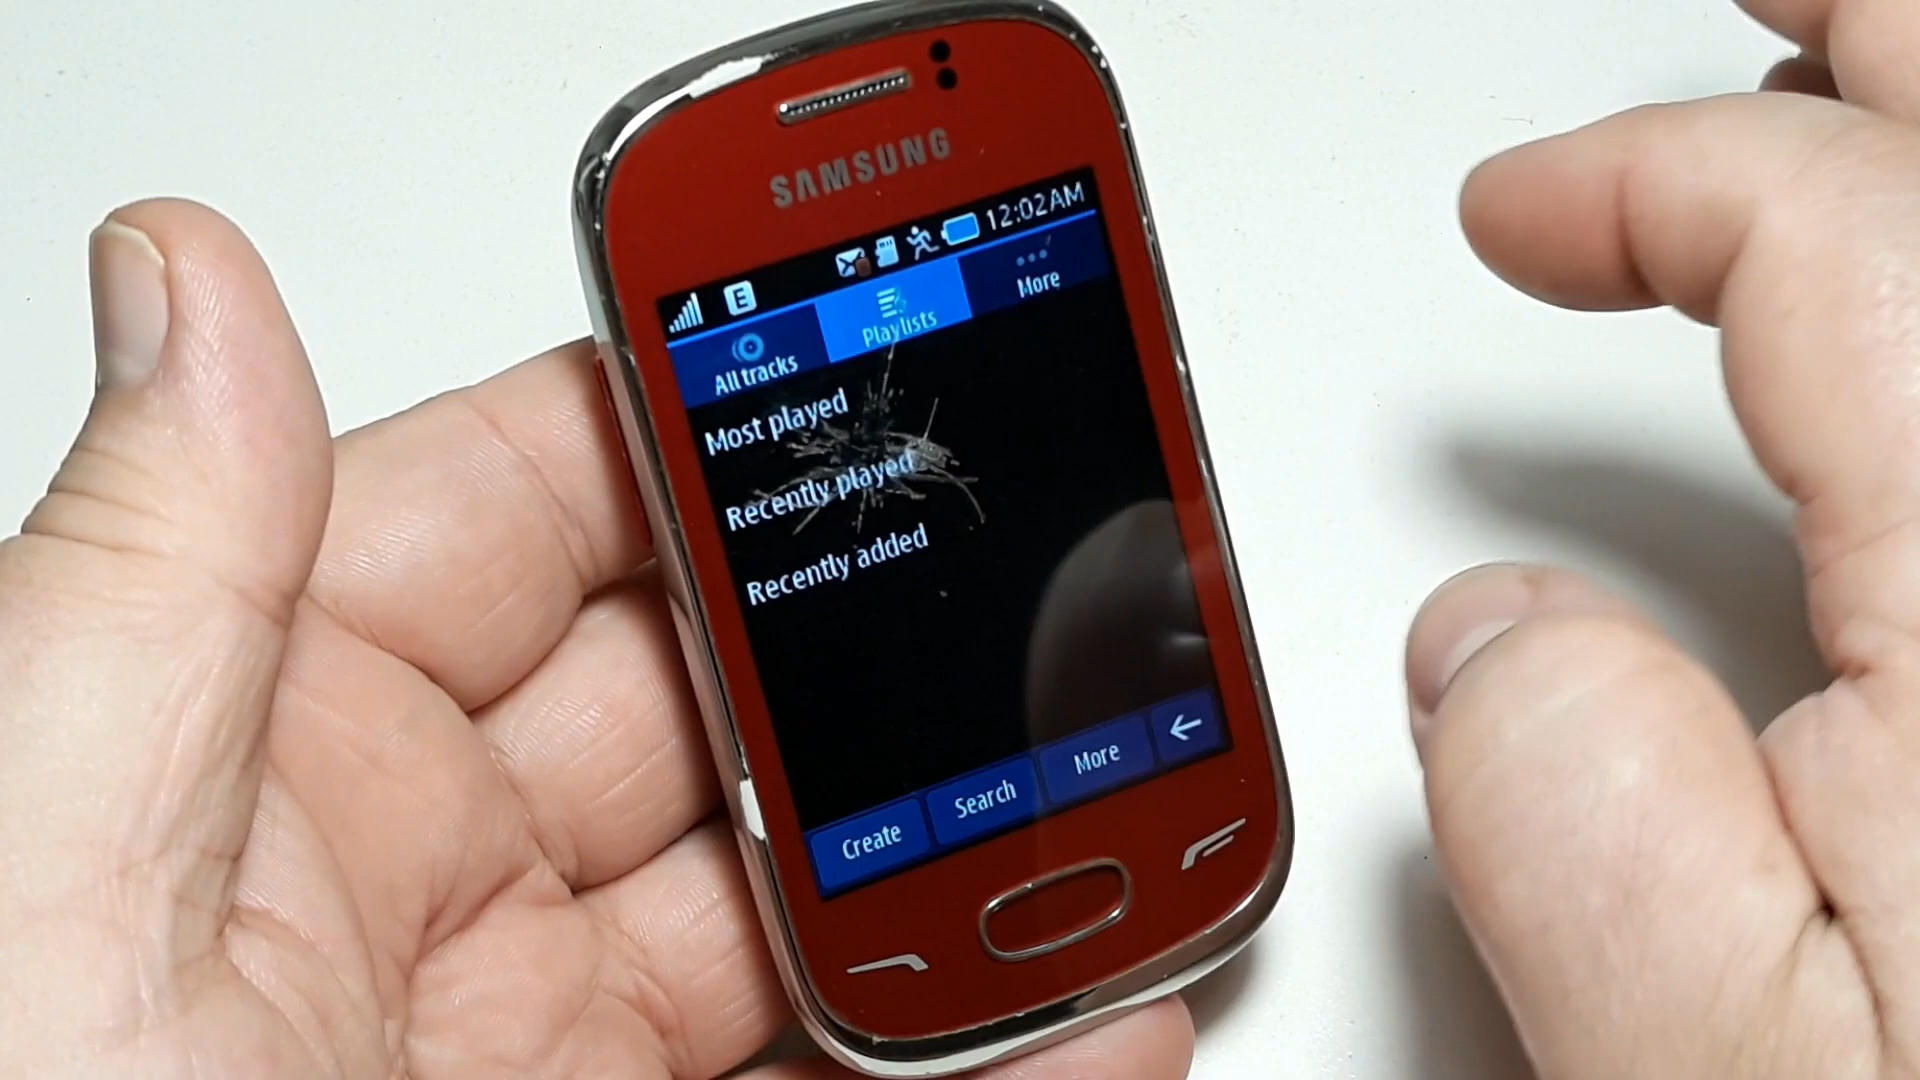 SAMSUNG
E 12:02AM
All tracks Playlists More
Most played
Recently played
Recently added
Create Search More